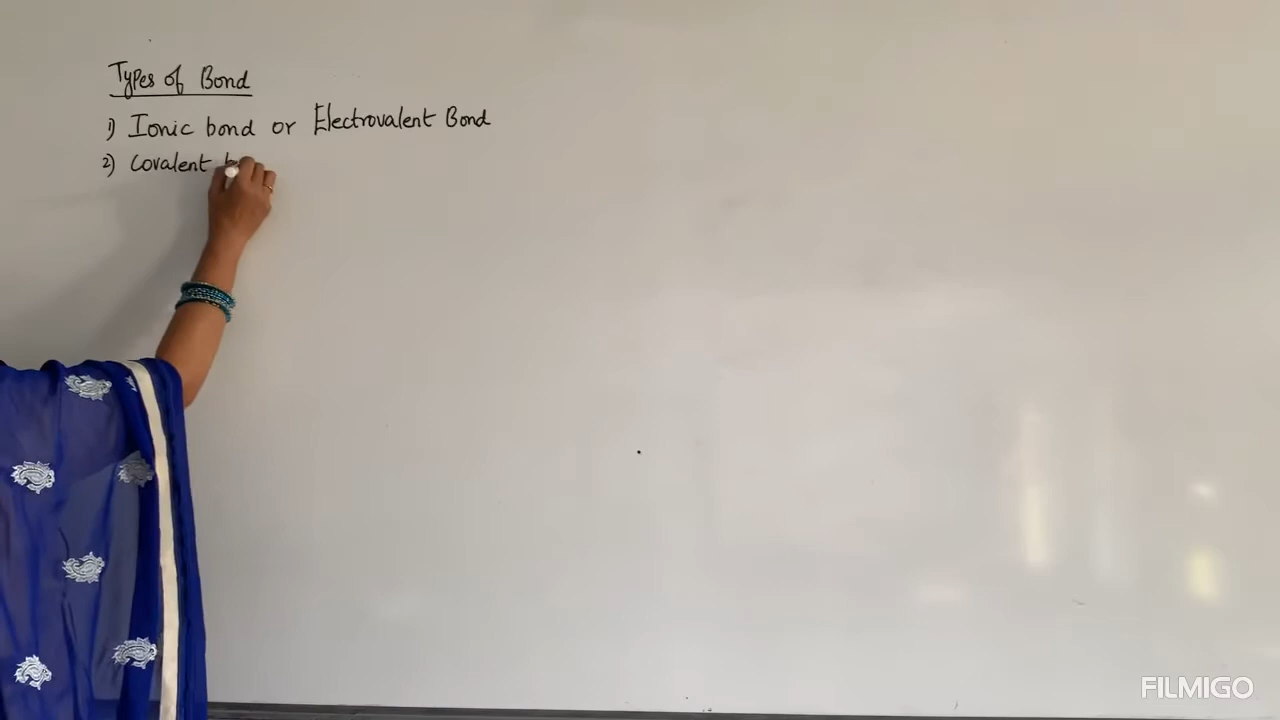 Types of Bond
1) Ionic bond or Electrovalent Bond
2) Covalent
FILMIGO